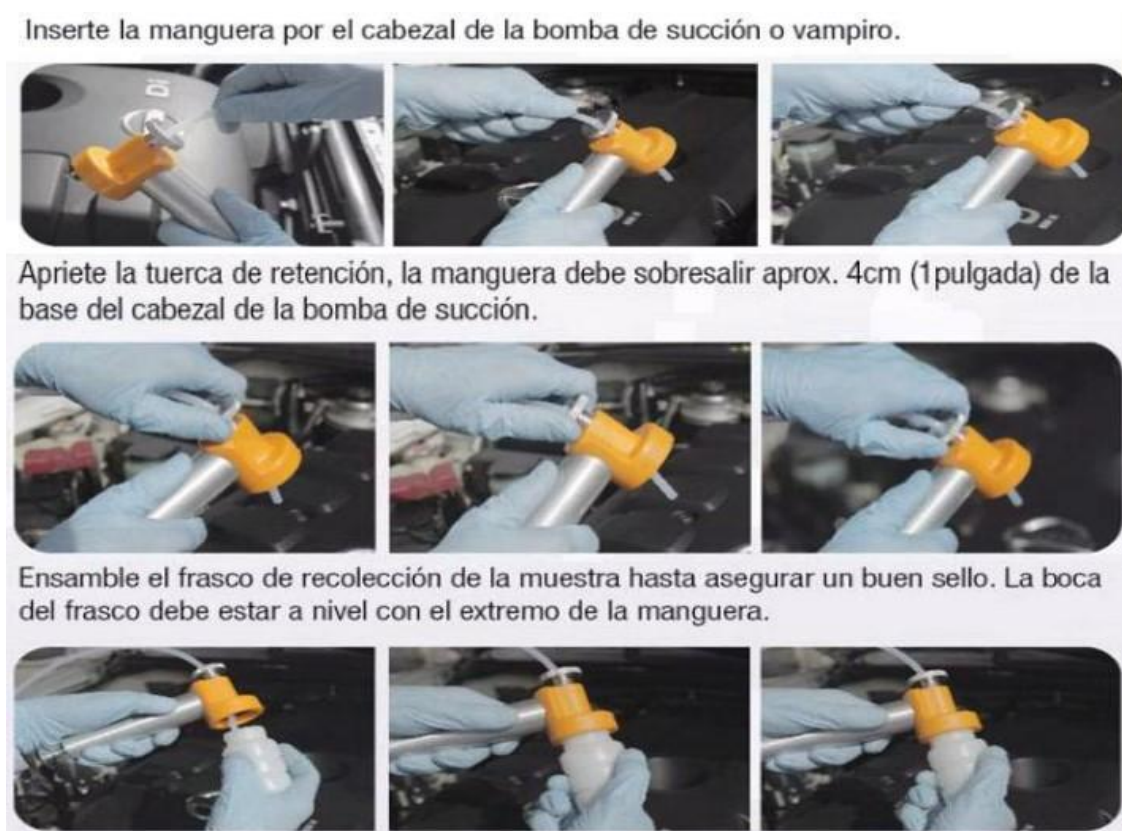 Inserte la manguera por el cabezal de la bomba de succión o vampiro.
Di
Di
Apriete la tuerca de retención, la manguera debe sobresalir aprox. 4cm (1pulgada) de la
base del cabezal de la bomba de succión.
Ensamble el frasco de recolección de la muestra hasta asegurar un buen sello. La boca
del frasco debe estar a nivel con el extremo de la manguera.